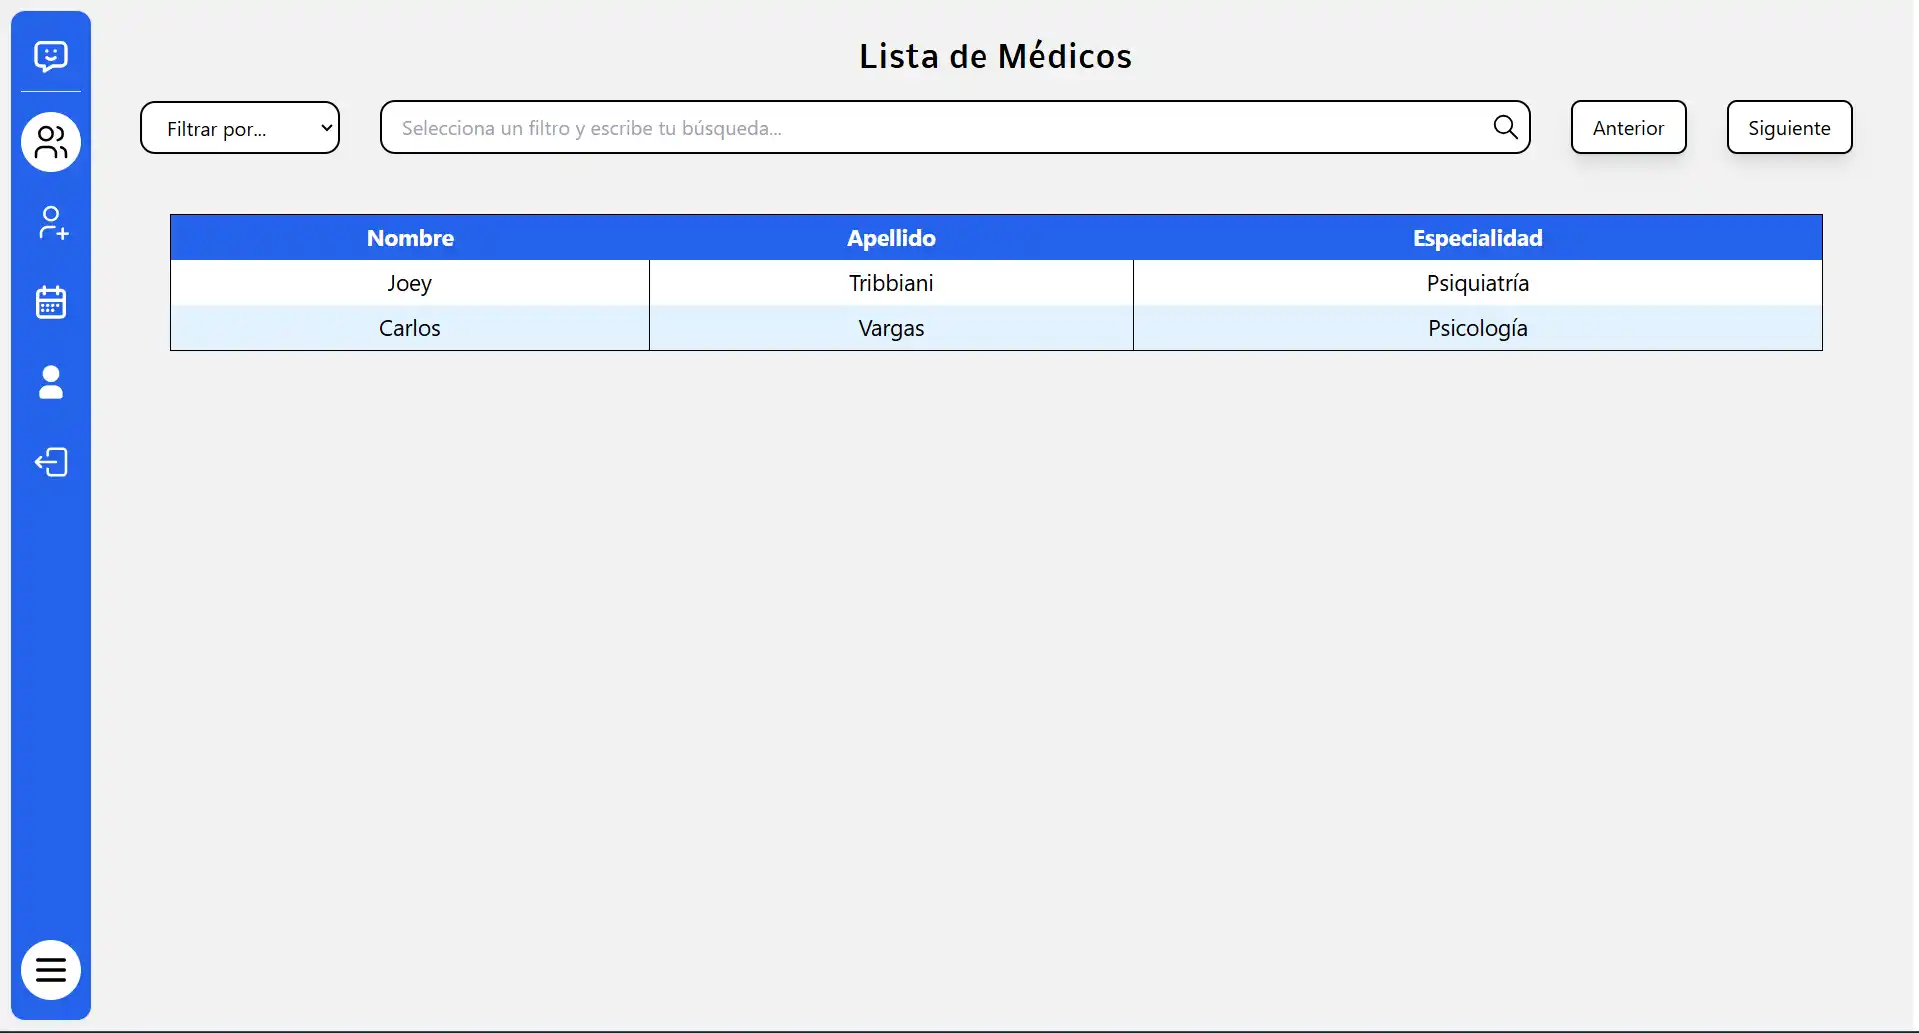 Lista de Médicos
Filtrar por...
Selecciona un filtro y escribe tu búsqueda...
Anterior
Siguiente
Nombre Apellido Especialidad
Joey Tribbiani Psiquiatría
Carlos Vargas Psicología